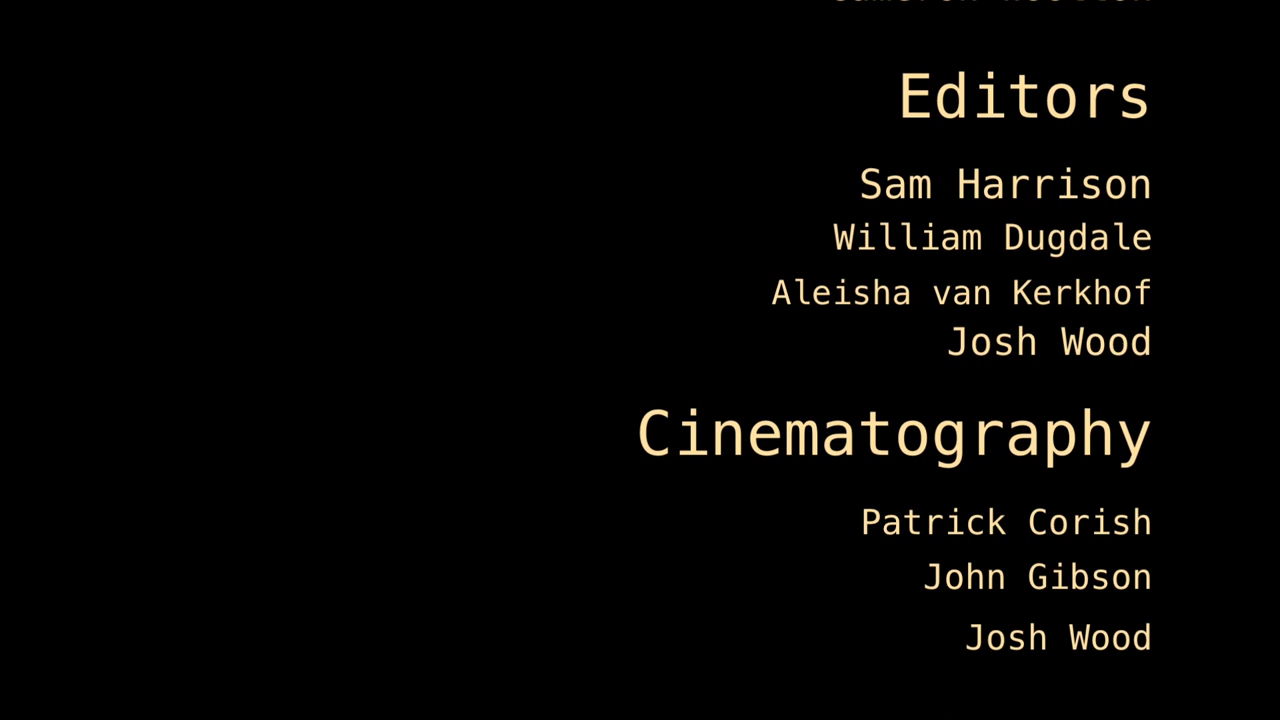 Editors
Sam Harrison
William Dugdale
Aleisha van Kerkhof
Josh Wood
Cinematography
Patrick Corish
John Gibson
Josh Wood